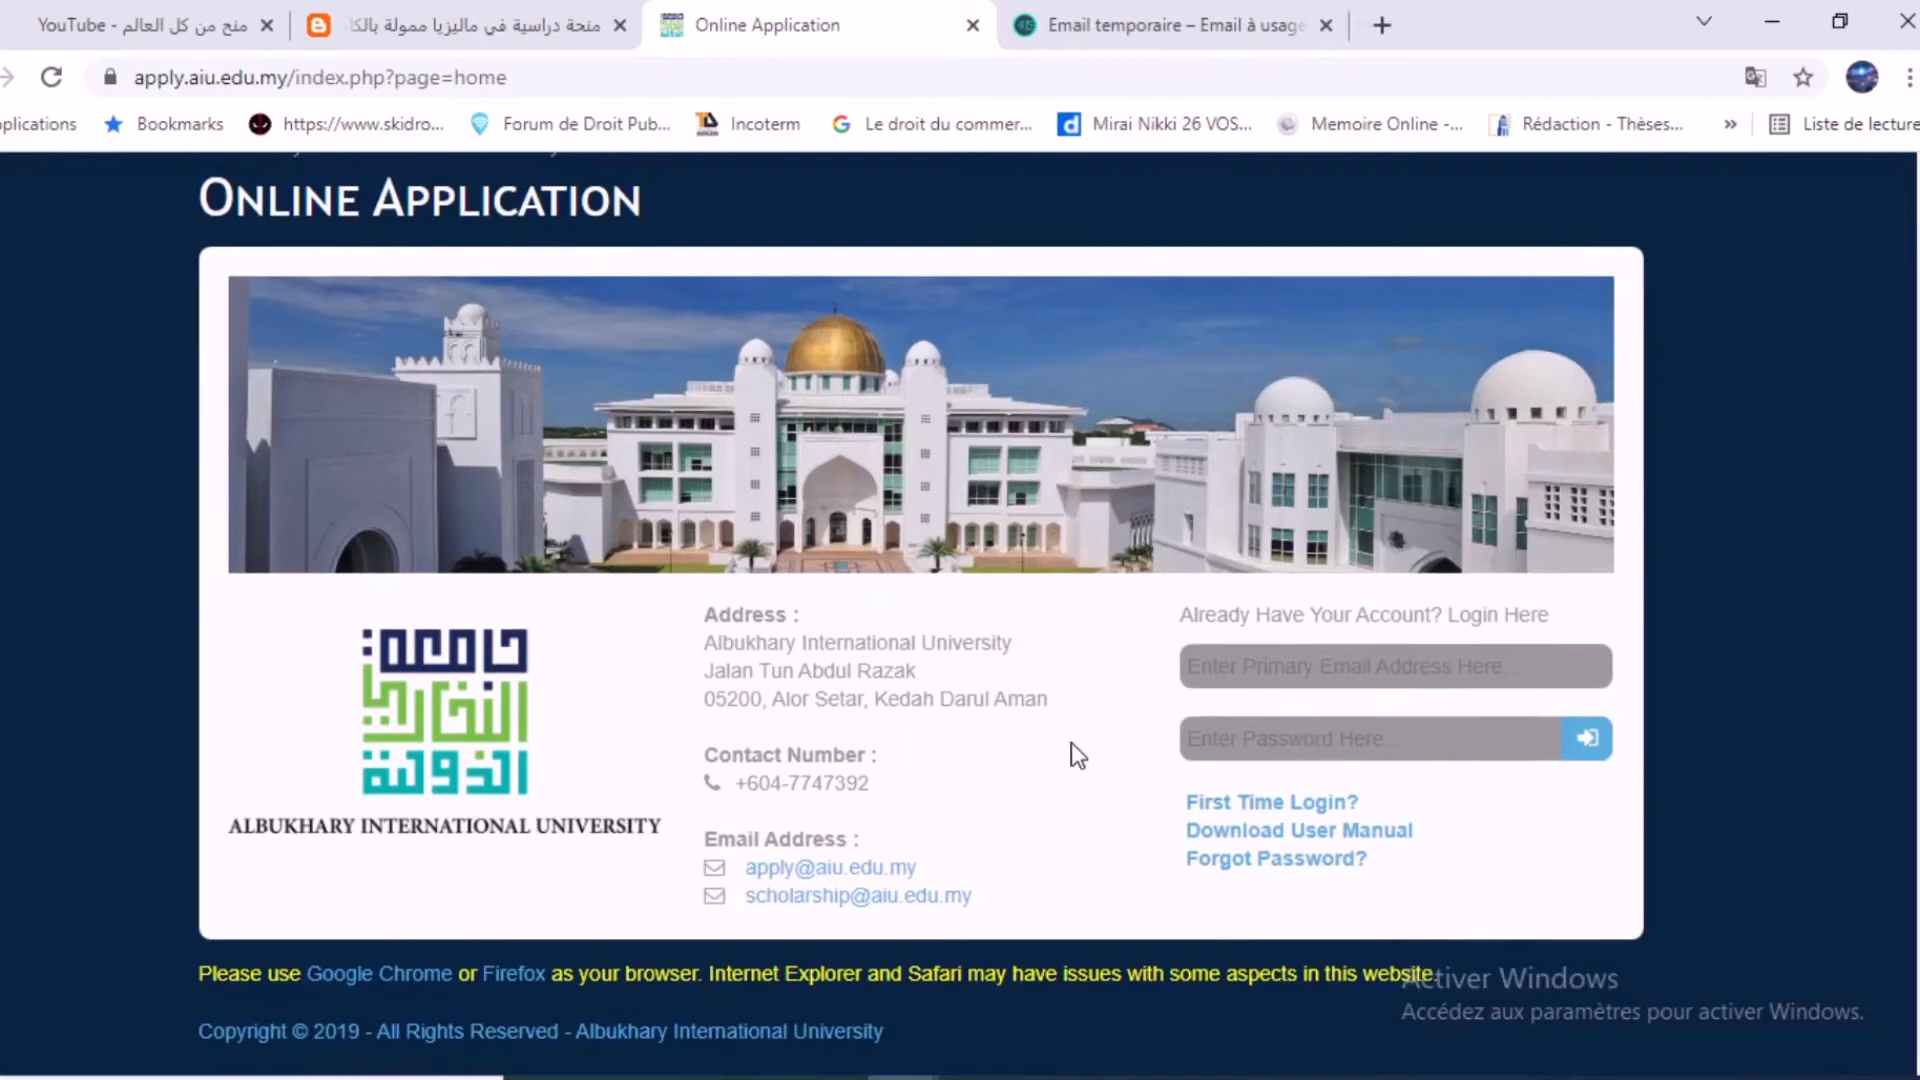 منح من كل العالم - YouTube
منحة دراسية في ماليزيا ممولة بالكا
Online Application
Email temporaire – Email à usage
apply.aiu.edu.my/index.php?page=home
plications
Bookmarks
https://www.skidro...
Forum de Droit Pub...
Incoterm
Le droit du commer...
Mirai Nikki 26 VOS...
Memoire Online -...
Rédaction - Thèses...
»
Liste de lecture
ONLINE APPLICATION
جامعة
البخاري
الدولية
ALBUKHARY INTERNATIONAL UNIVERSITY
Address :
Albukhary International University
Jalan Tun Abdul Razak
05200, Alor Setar, Kedah Darul Aman
Contact Number :
+604-7747392
Email Address :
apply@aiu.edu.my
scholarship@aiu.edu.my
Already Have Your Account? Login Here
Enter Primary Email Address Here...
Enter Password Here...
First Time Login?
Download User Manual
Forgot Password?
Please use Google Chrome or Firefox as your browser. Internet Explorer and Safari may have issues with some aspects in this website.
Copyright © 2019 - All Rights Reserved - Albukhary International University
Activer Windows
Accédez aux paramètres pour activer Windows.